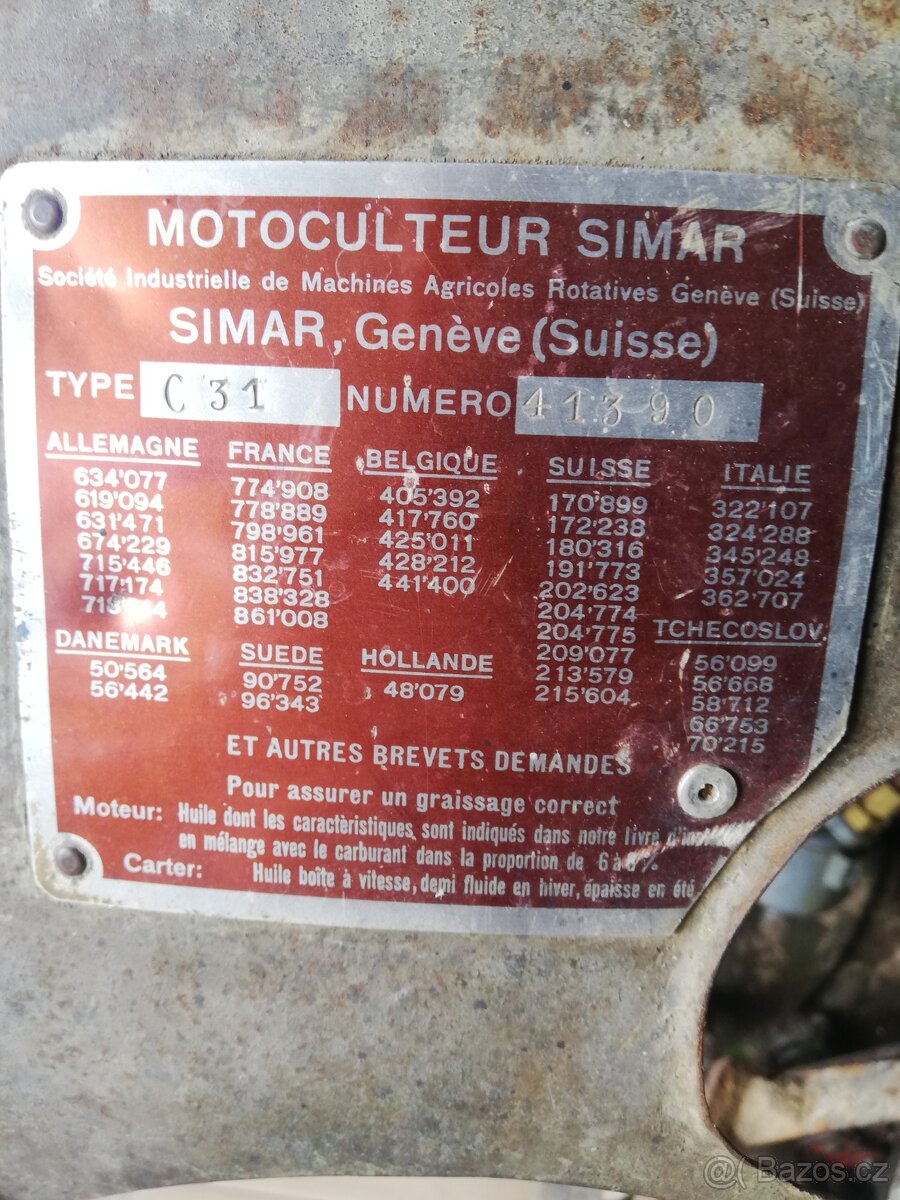 MOTOCULTEUR SIMAR
Société Industrielle de Machines Agricoles Rotatives Genève (Suisse)
SIMAR, Genève (Suisse)
TYPE C 31 NUMERO 41390
ALLEMAGNE
634'077
619'094
631'471
674'229
715'446
717'174
FRANCE
774'908
778'889
798'961
815'977
832'751
838'328
861'008
BELGIQUE
405'392
417'760
425'011
428'212
441'400
SUISSE
170'899
172'238
180'316
191'773
202'623
204'774
204'775
209'077
213'579
215'604
ITALIE
322'107
324'288
345'248
357'024
362'707
DANEMARK
50'564
56'442
SUEDE
90'752
96'343
HOLLANDE
48'079
TCHECOSLOV.
56'099
56'668
58'712
66'753
70'215
ET AUTRES BREVETS DEMANDES
Pour assurer un graissage correct
Moteur: Huile dont les caractèristiques sont indiqués dans notre livre
en mélange avec le carburant dans la proportion de 6 à 8%
Carter: Huile boîte à vitesse, demi fluide en hiver, épaisse en été
@ Bazos.cz